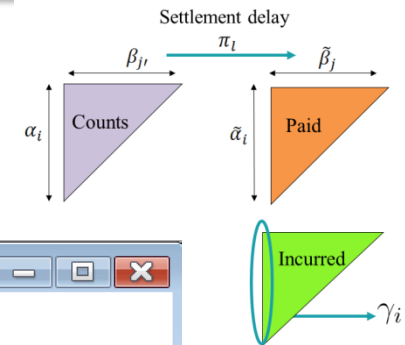 Settlement delay
πₗ
βⱼ′
β̃ⱼ
αᵢ
Counts
α̃ᵢ
Paid
Incurred
γᵢ